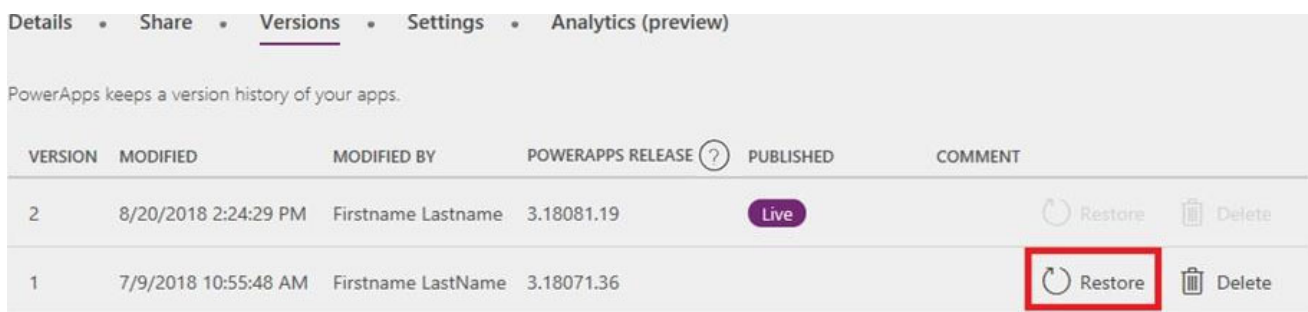 Details • Share • Versions • Settings • Analytics (preview)
PowerApps keeps a version history of your apps.
VERSION MODIFIED MODIFIED BY POWERAPPS RELEASE ? PUBLISHED COMMENT
2 8/20/2018 2:24:29 PM Firstname Lastname 3.18081.19 Live Restore Delete
1 7/9/2018 10:55:48 AM Firstname LastName 3.18071.36 Restore Delete